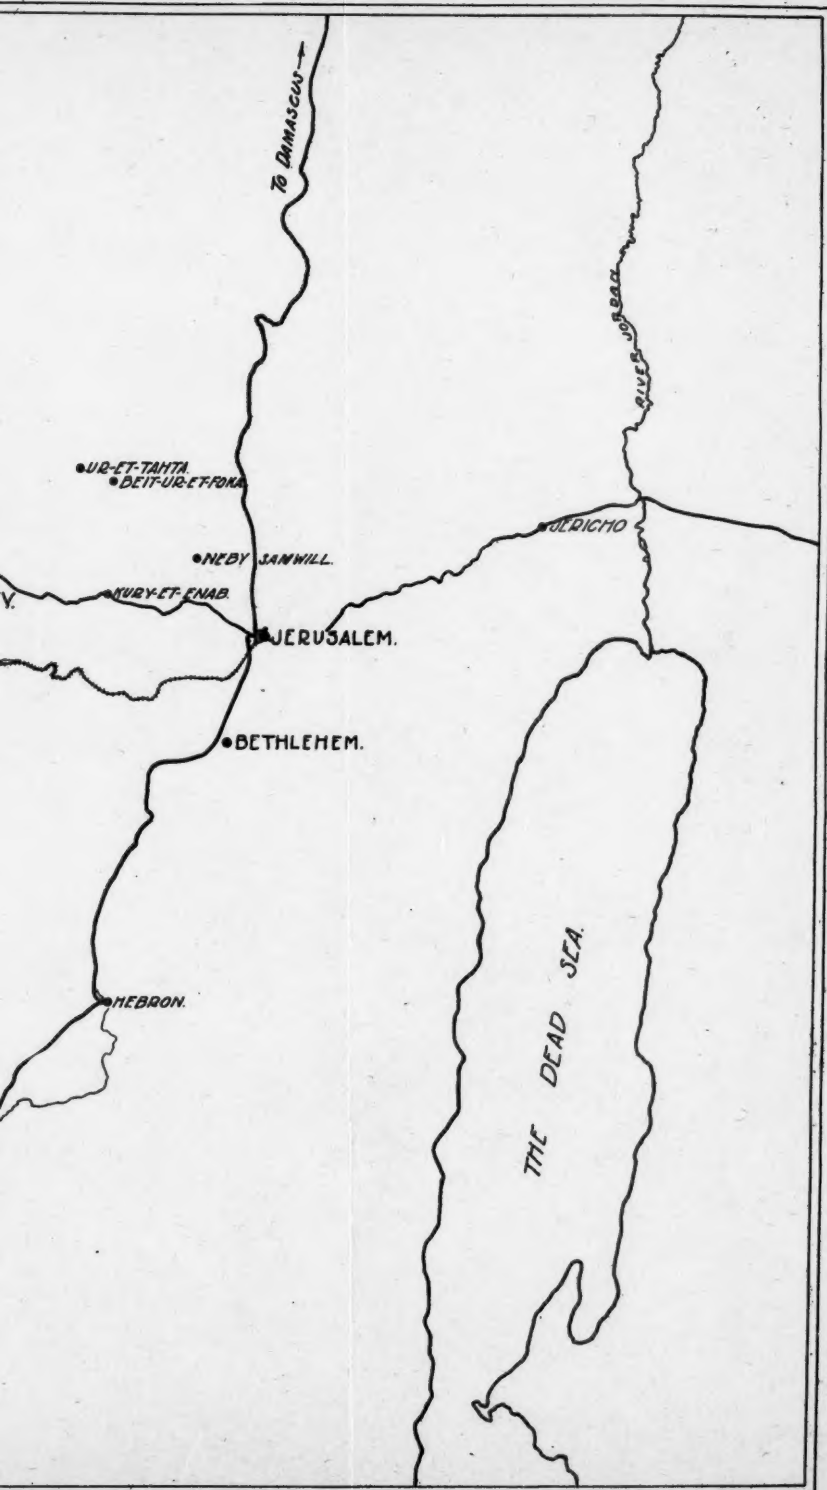 TO DAMASCUS
RIVER JORDAN
UR-ET-TAHTA.
BEIT-UR-ET-FOKA
JERICHO
NEBY SAMWILL.
KURY-ET-ENAB.
Y.
JERUSALEM.
BETHLEHEM.
THE DEAD SEA.
HEBRON.